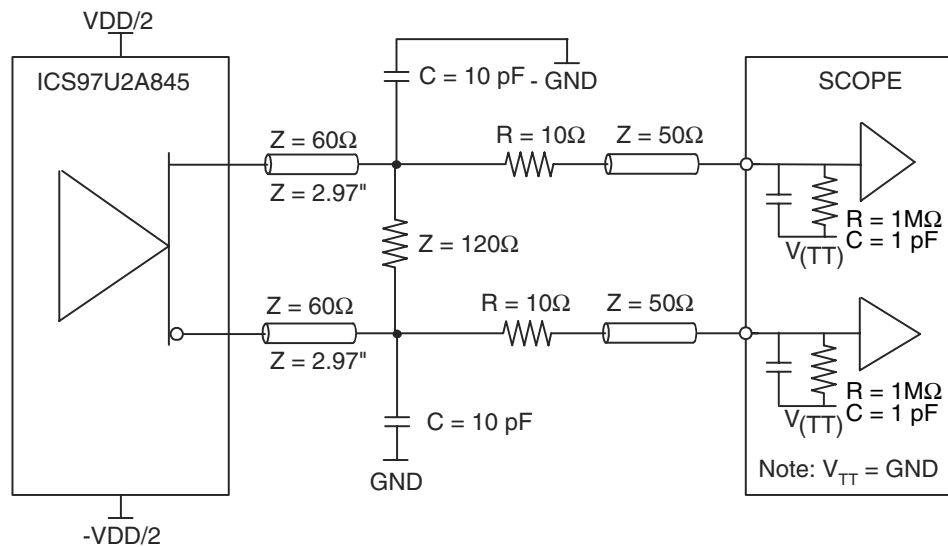 VDD/2
ICS97U2A845
C = 10 pF
- GND
SCOPE
Z = 60Ω
R = 10Ω
Z = 50Ω
Z = 2.97"
R = 1MΩ
C = 1 pF
V(TT)
Z = 120Ω
Z = 60Ω
R = 10Ω
Z = 50Ω
Z = 2.97"
R = 1MΩ
C = 1 pF
V(TT)
C = 10 pF
GND
Note: VTT = GND
-VDD/2